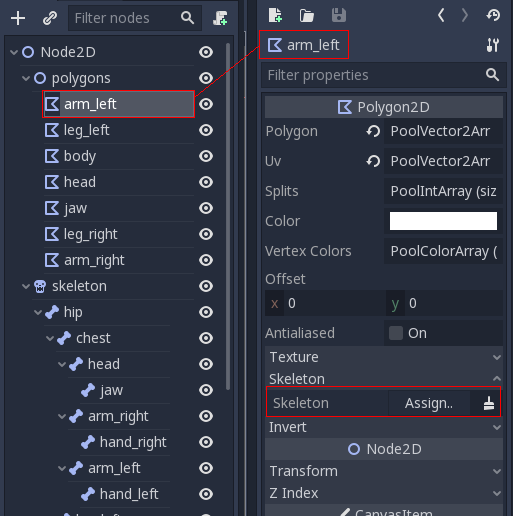 Filter nodes
Node2D
polygons
arm_left
leg_left
body
head
jaw
leg_right
arm_right
skeleton
hip
chest
head
jaw
arm_right
hand_right
arm_left
hand_left
arm_left
Filter properties
Polygon2D
Polygon PoolVector2Arr
Uv PoolVector2Arr
Splits PoolIntArray (siz
Color
Vertex Colors PoolColorArray (
Offset
x 0 y 0
Antialiased On
Texture
Skeleton
Skeleton Assign..
Invert
Node2D
Transform
Z Index
CanvasItem